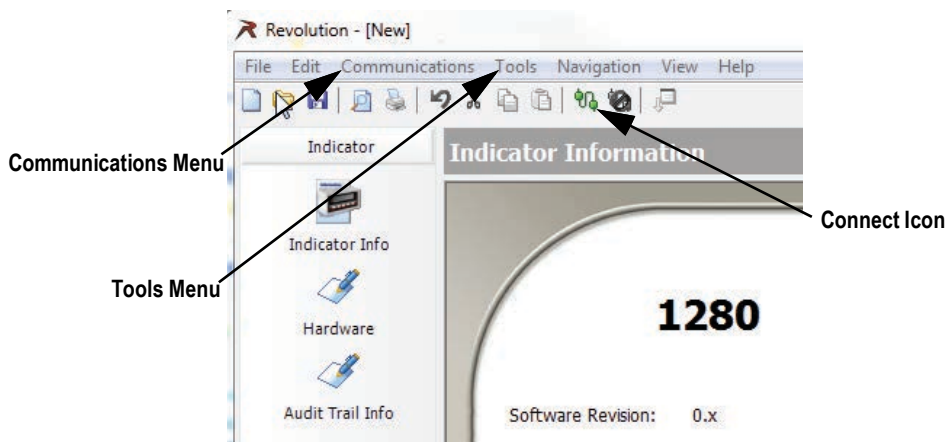 Revolution - [New]
File Edit Communications Tools Navigation View Help
Indicator
Indicator Information
Communications Menu
Connect Icon
Indicator Info
Tools Menu
1280
Hardware
Audit Trail Info
Software Revision: 0.x